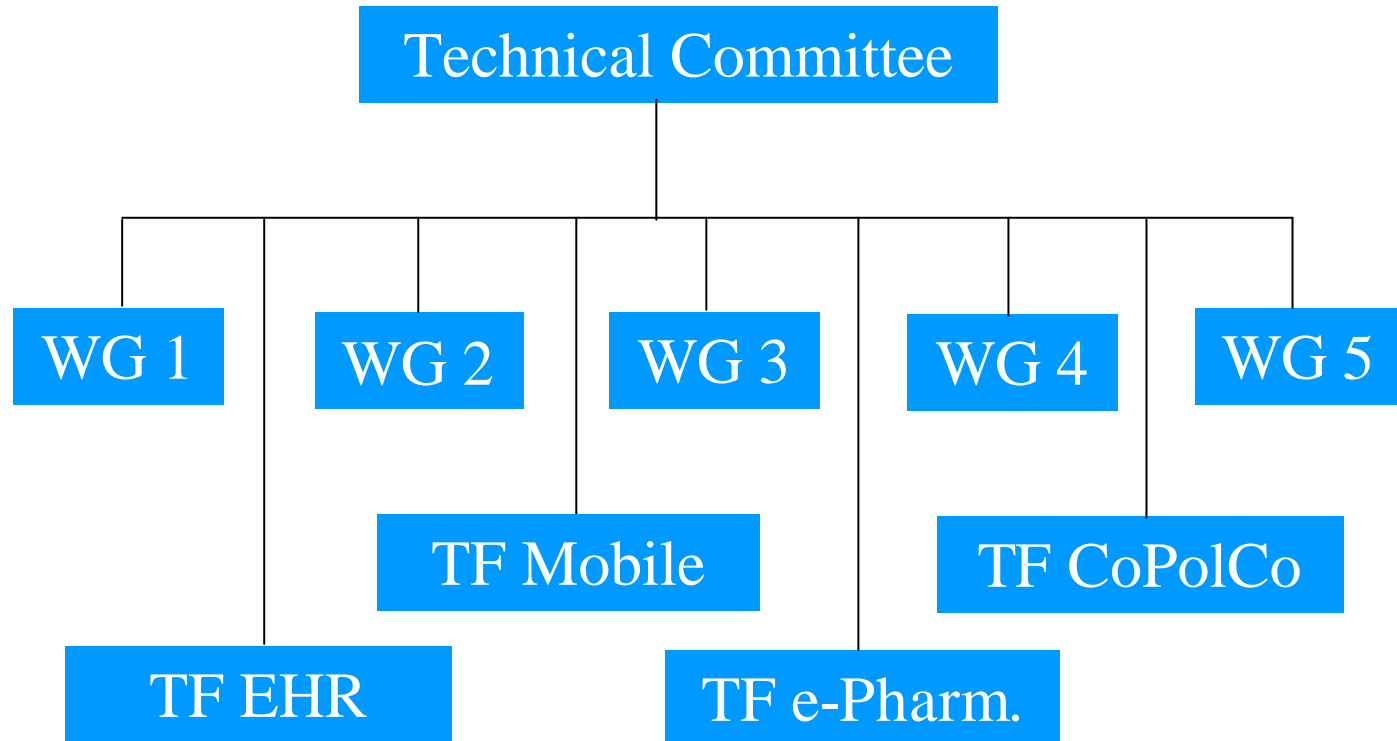 Technical Committee
WG 1
WG 2
WG 3
WG 4
WG 5
TF Mobile
TF CoPolCo
TF EHR
TF e-Pharm.